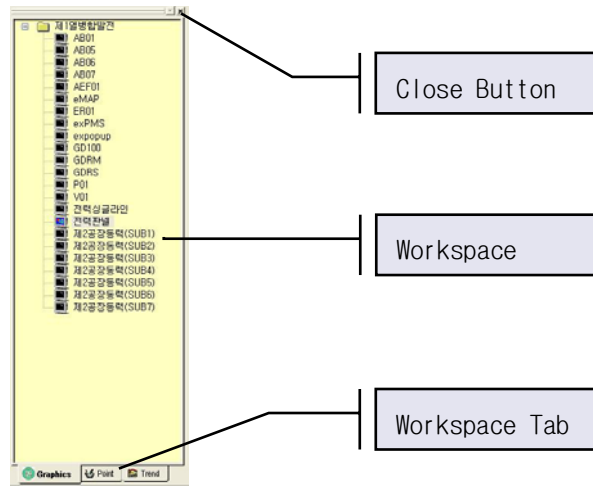 제1열병합발전
AB01
AB05
AB06
AB07
AEF01
eMAP
ER01
exPMS
expopup
GD100
GDRM
GDRS
P01
V01
전력싱글라인
전력판넬
제2공장동력(SUB1)
제2공장동력(SUB2)
제2공장동력(SUB3)
제2공장동력(SUB4)
제2공장동력(SUB5)
제2공장동력(SUB6)
제2공장동력(SUB7)
Graphics Point Trend
Close Button
Workspace
Workspace Tab